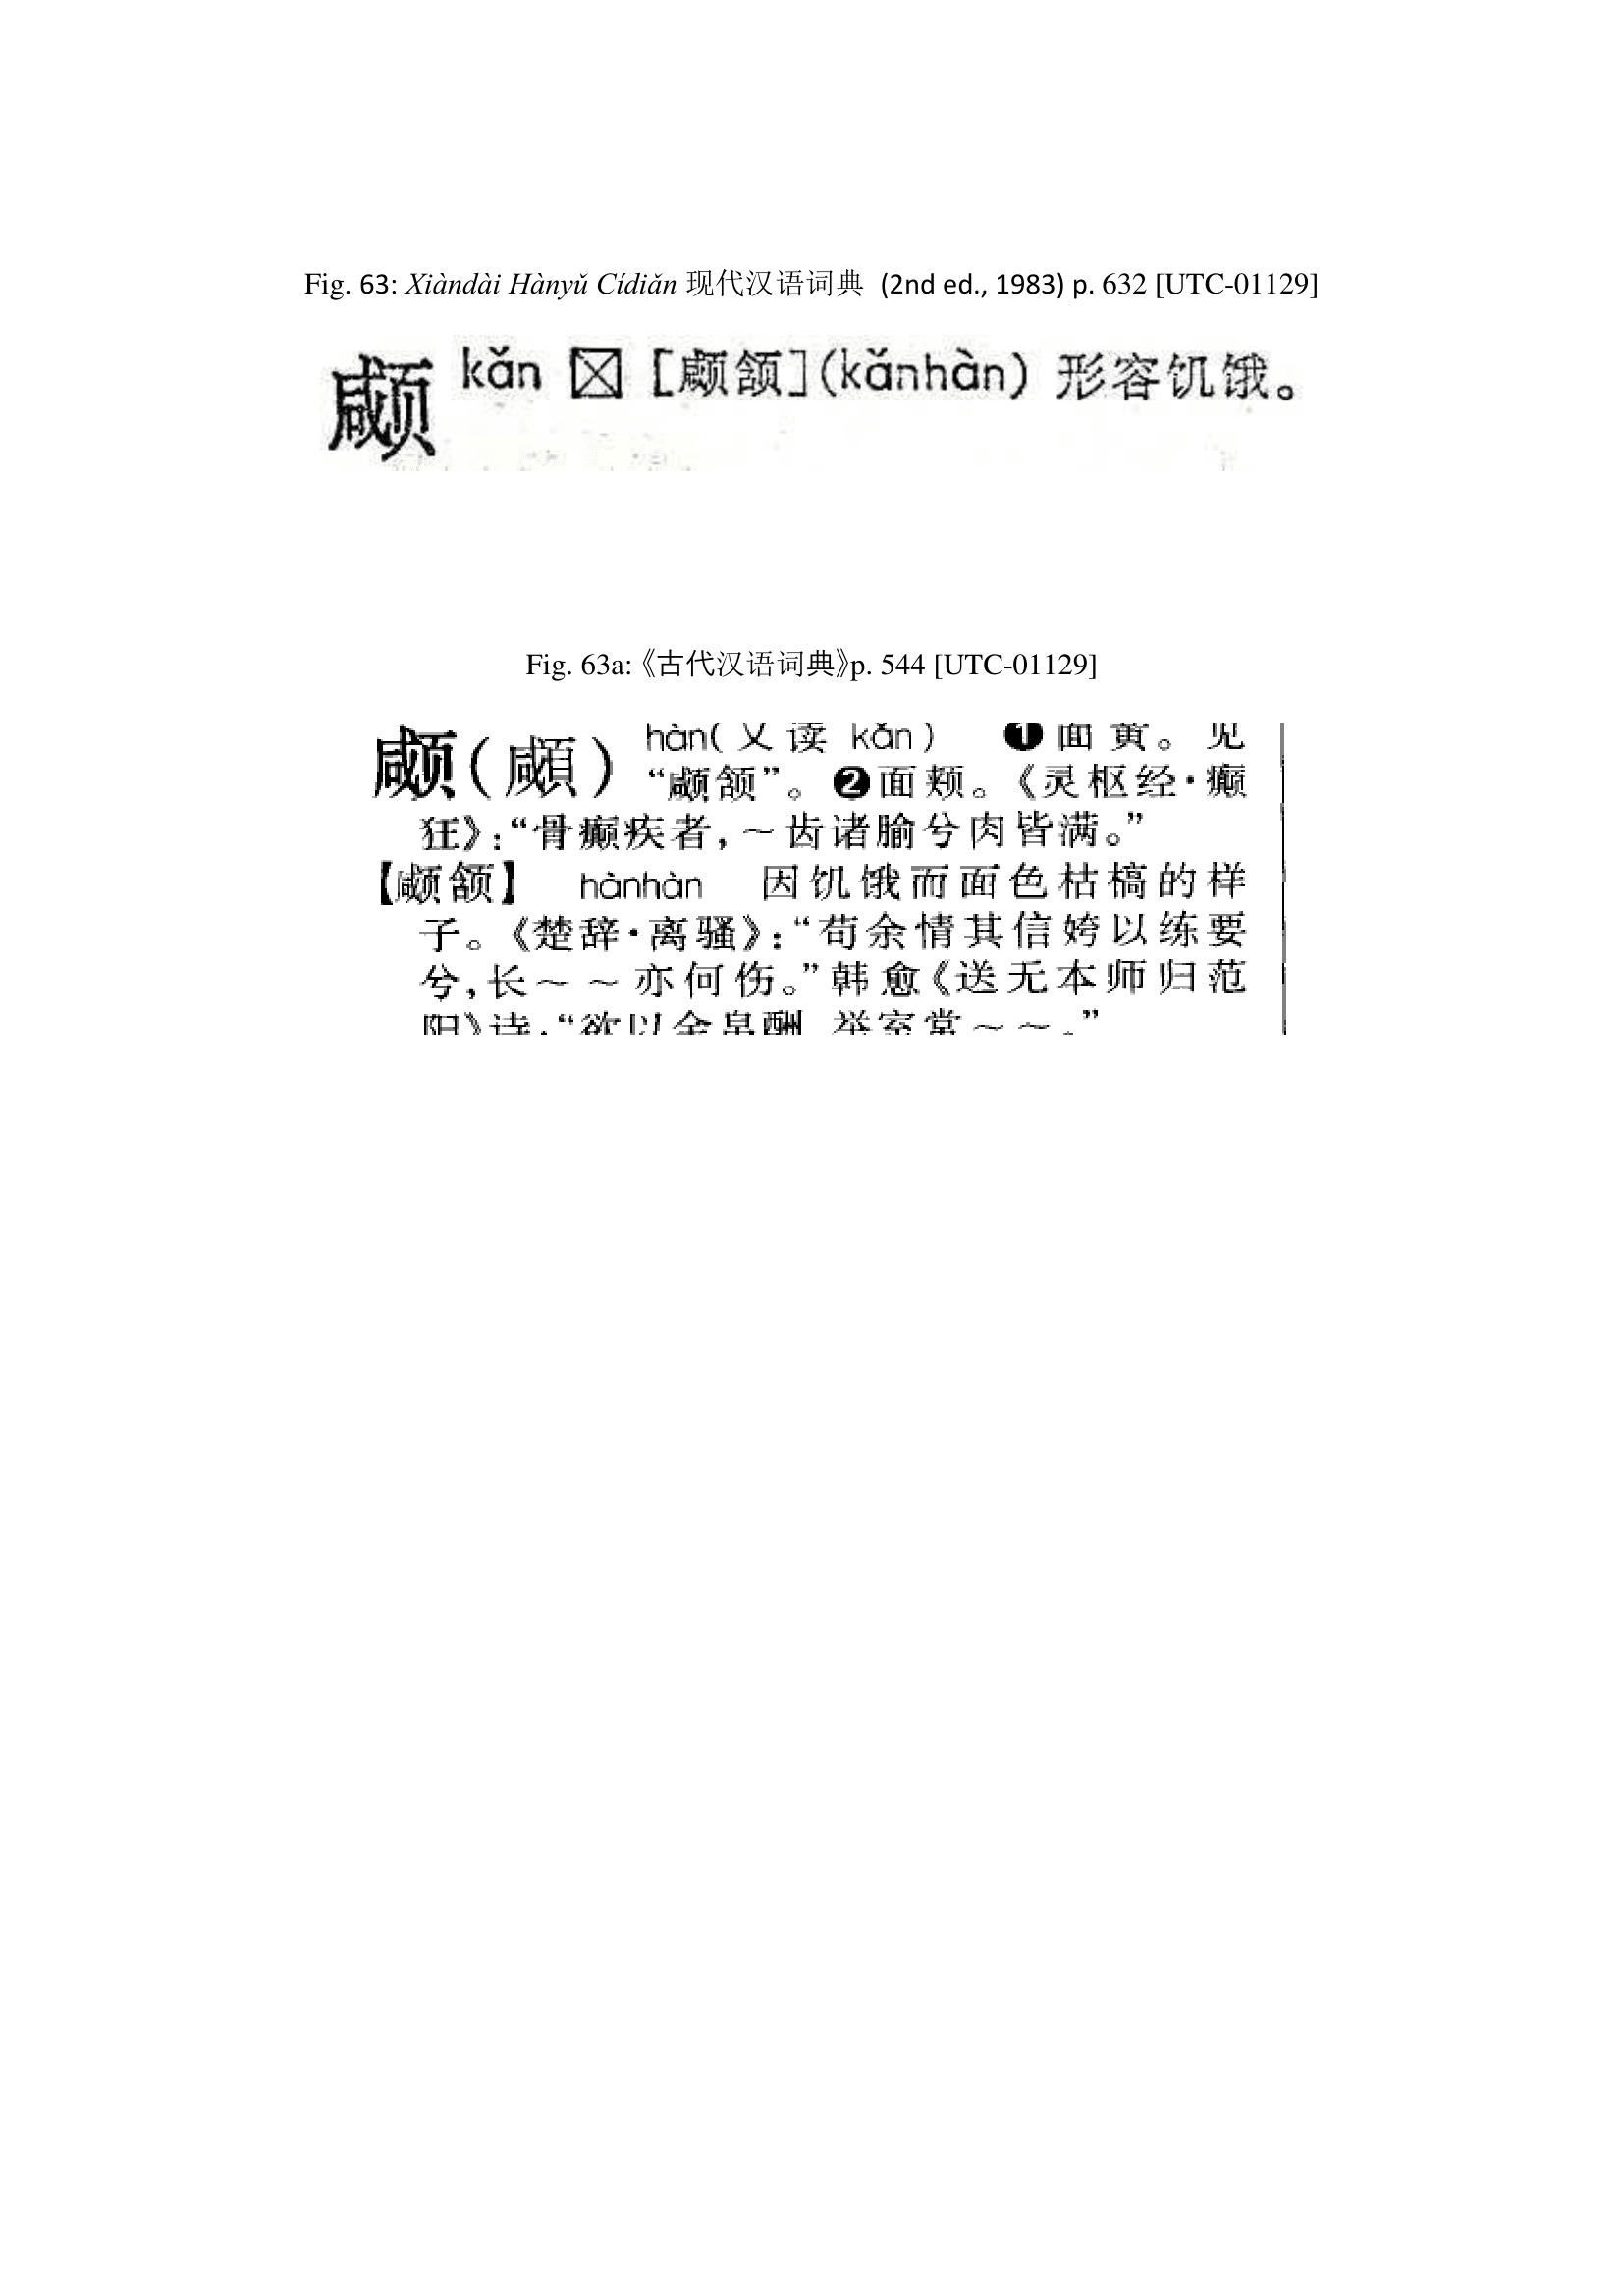 Fig. 63: Xiàndài Hànyǔ Cídiǎn 现代汉语词典 (2nd ed., 1983) p. 632 [UTC-01129]
kǎn ☒ [颔](kǎnhàn) 形容饥饿。
Fig. 63a:《古代汉语词典》p. 544 [UTC-01129]
(顑) hàn(又读 kǎn) ❶面黄。见
“颔”。❷面颊。《灵枢经·癫
狂》:“骨癫疾者,～齿诸腧兮肉皆满。”
【颔】 hànhàn 因饥饿而面色枯槁的样
子。《楚辞·离骚》:“苟余情其信姱以练要
兮,长～～亦何伤。”韩愈《送无本师归范
阳》诗:“欲以金帛酬,举室常～～。”